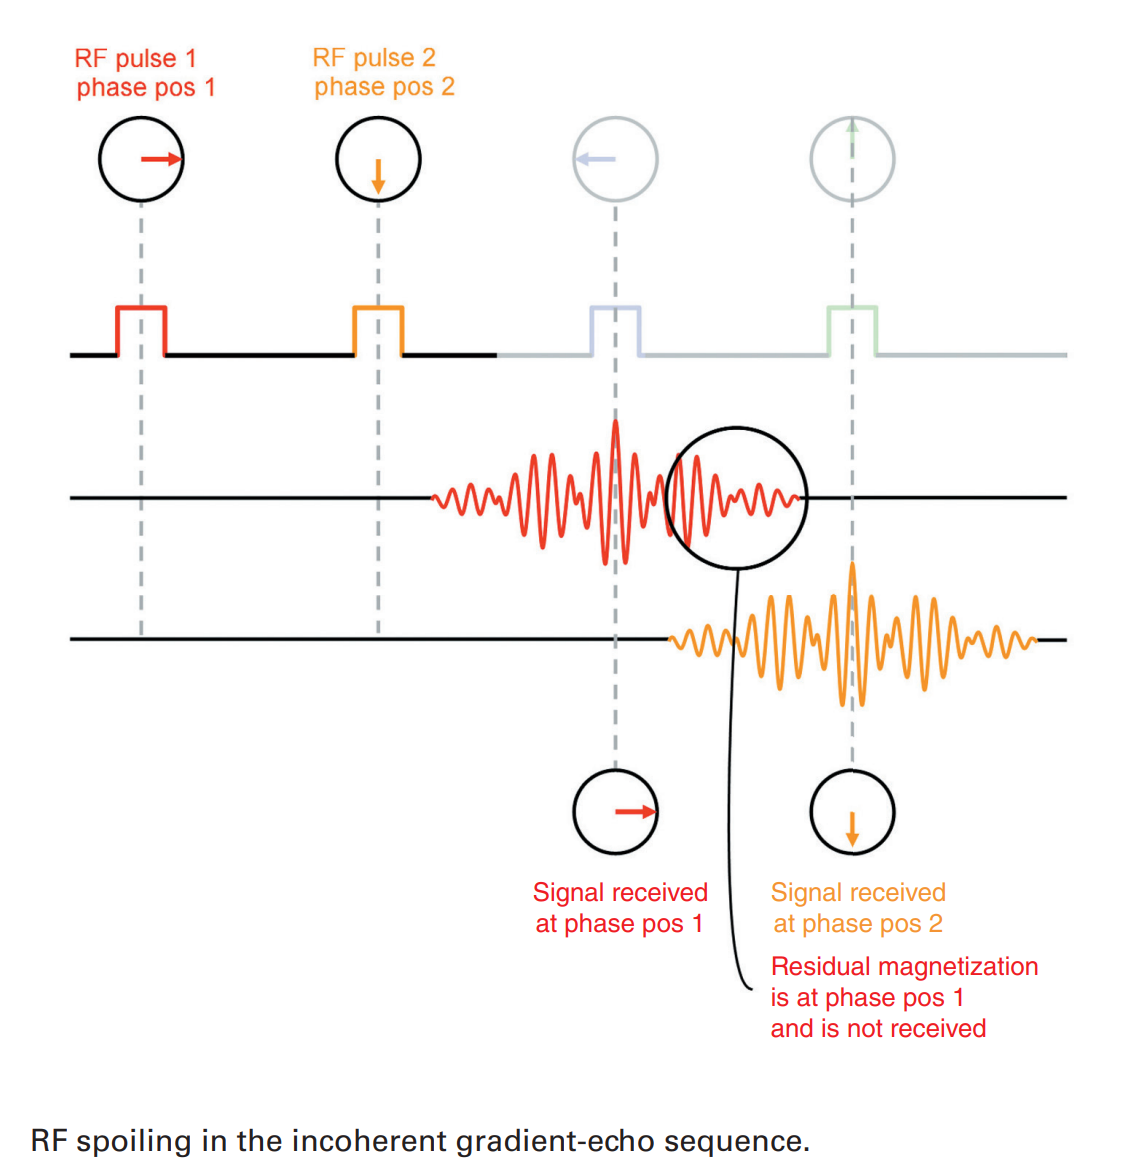 RF pulse 1
phase pos 1
RF pulse 2
phase pos 2
Signal received
at phase pos 1
Signal received
at phase pos 2
Residual magnetization
is at phase pos 1
and is not received
RF spoiling in the incoherent gradient-echo sequence.